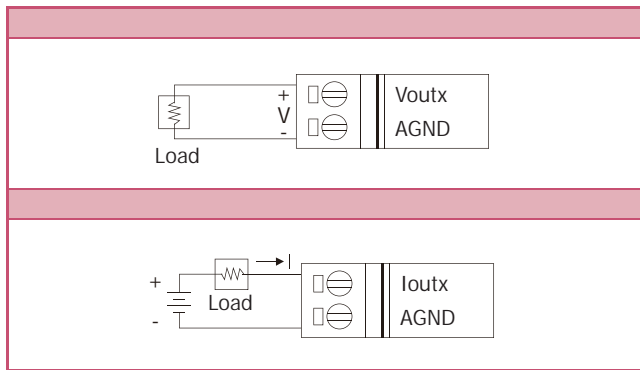 +
V
-
Voutx
AGND
Load
I
+
-
Load
Ioutx
AGND